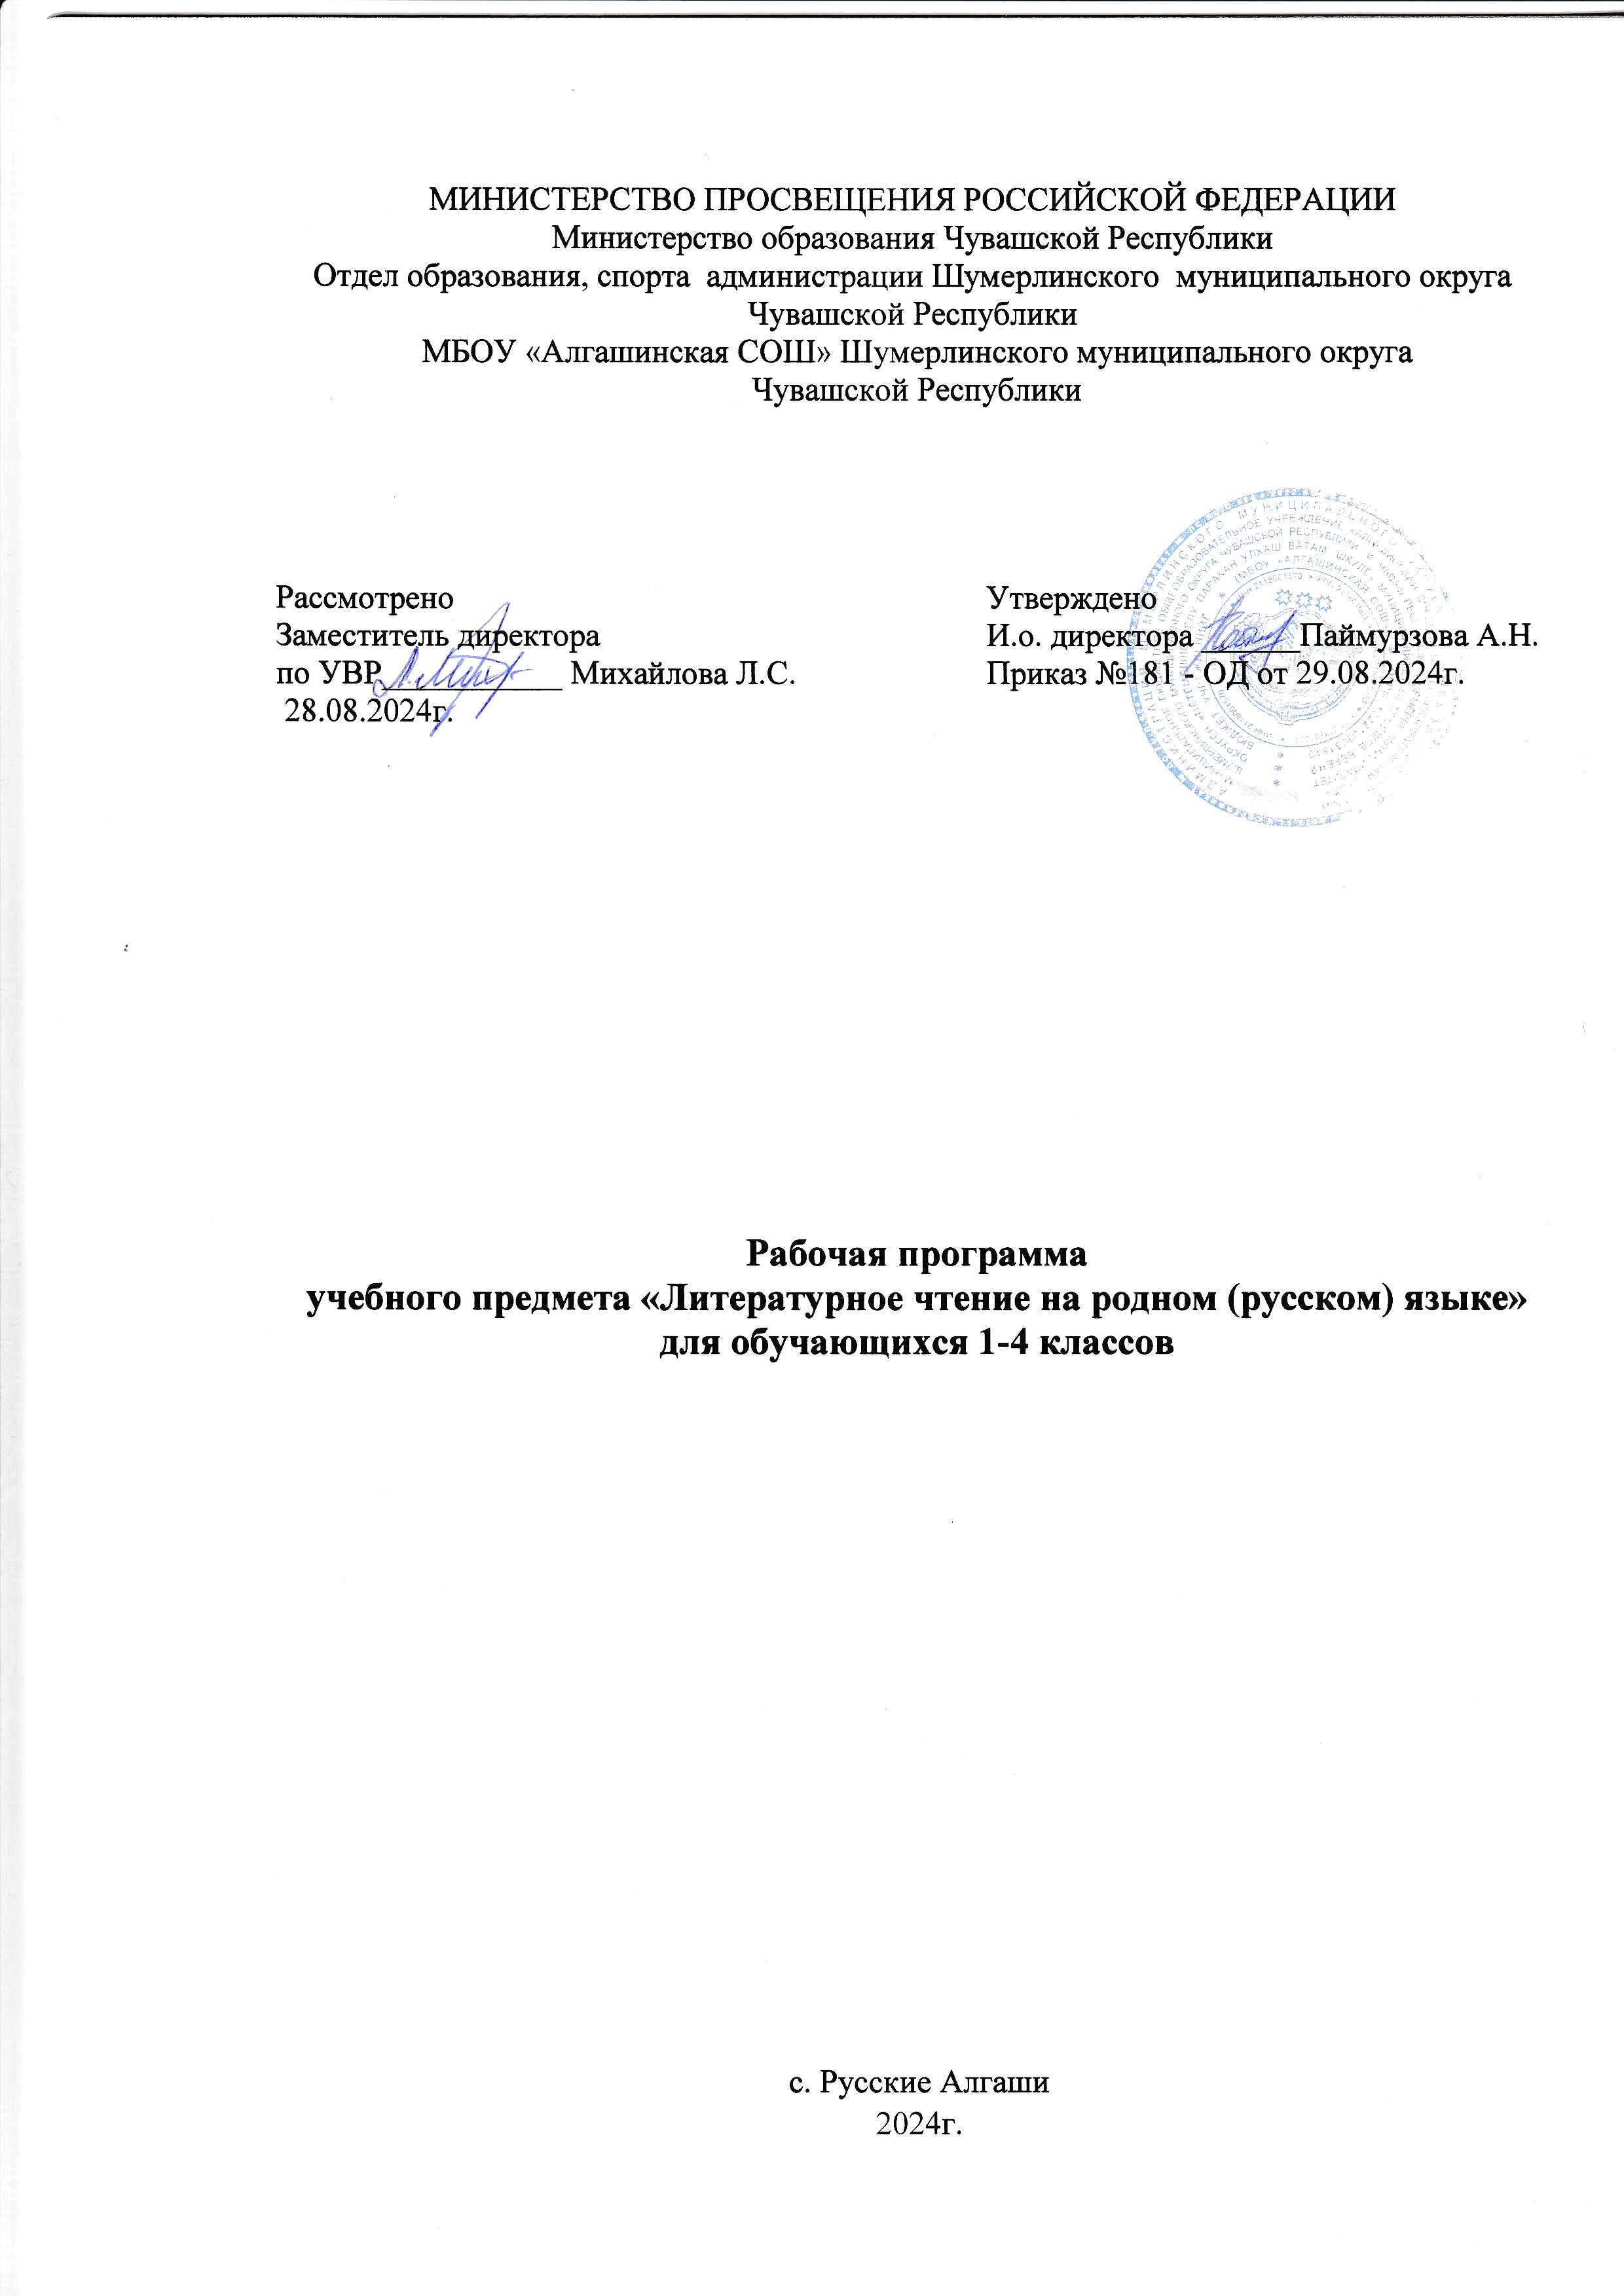 МИНИСТЕРСТВО ПРОСВЕЩЕНИЯ РОССИЙСКОЙ ФЕДЕРАЦИИ
Министерство образования Чувашской Республики
Отдел образования, спорта администрации Шумерлинского муниципального округа
Чувашской Республики
МБОУ «Алгашинская СОШ» Шумерлинского муниципального округа
Чувашской Республики
Рассмотрено
Заместитель директора
по УВР____________ Михайлова Л.С.
28.08.2024г.
Утверждено
И.о. директора ______ Паймурзова А.Н.
Приказ №181 - ОД от 29.08.2024г.
Рабочая программа
учебного предмета «Литературное чтение на родном (русском) языке»
для обучающихся 1-4 классов
с. Русские Алгаши
2024г.